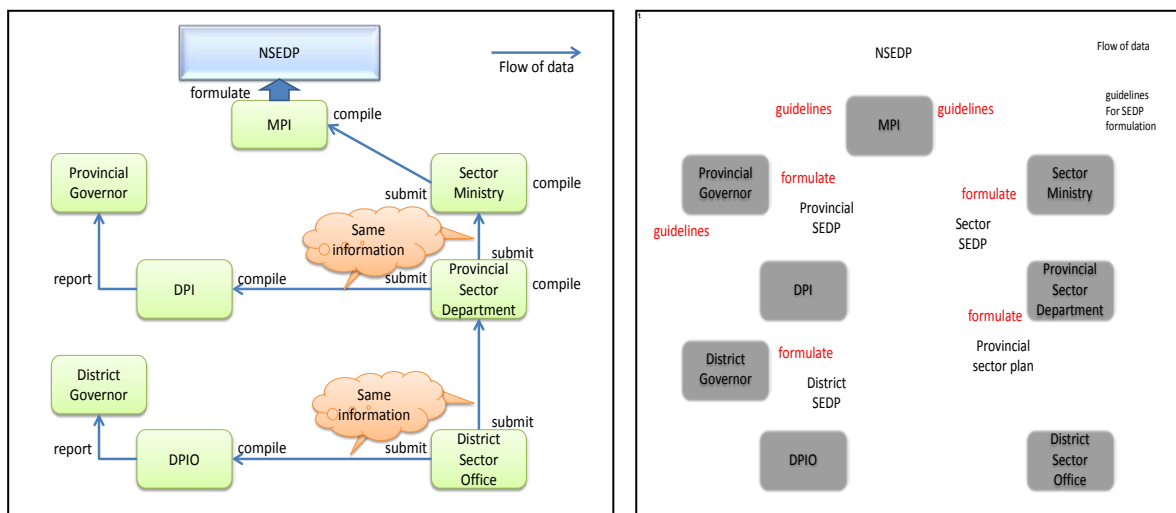 NSEDP
Flow of data
formulate
compile
MPI
Provincial
Governor
submit
Sector
Ministry
compile
Same
information
submit
report
DPI
compile
submit
Provincial
Sector
Department
compile
District
Governor
Same
information
submit
report
DPIO
compile
submit
District
Sector
Office
NSEDP
Flow of data
guidelines
MPI
guidelines
guidelines
For SEDP
formulation
Provincial
Governor
formulate
Provincial
SEDP
guidelines
Sector
Ministry
formulate
Sector
SEDP
DPI
Provincial
Sector
Department
formulate
Provincial
sector plan
District
Governor
formulate
District
SEDP
DPIO
District
Sector
Office